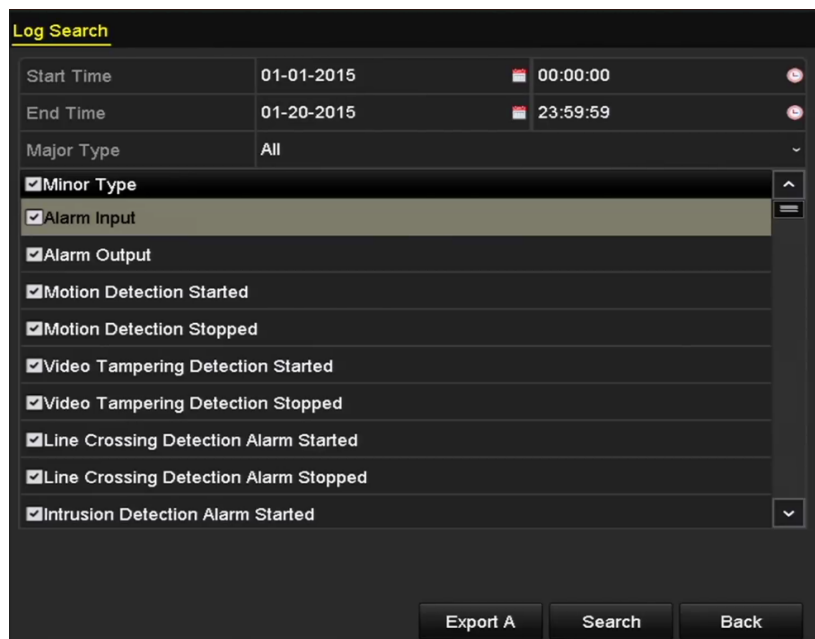 Log Search
Start Time 01-01-2015 00:00:00
End Time 01-20-2015 23:59:59
Major Type All
Minor Type
Alarm Input
Alarm Output
Motion Detection Started
Motion Detection Stopped
Video Tampering Detection Started
Video Tampering Detection Stopped
Line Crossing Detection Alarm Started
Line Crossing Detection Alarm Stopped
Intrusion Detection Alarm Started
Export A Search Back